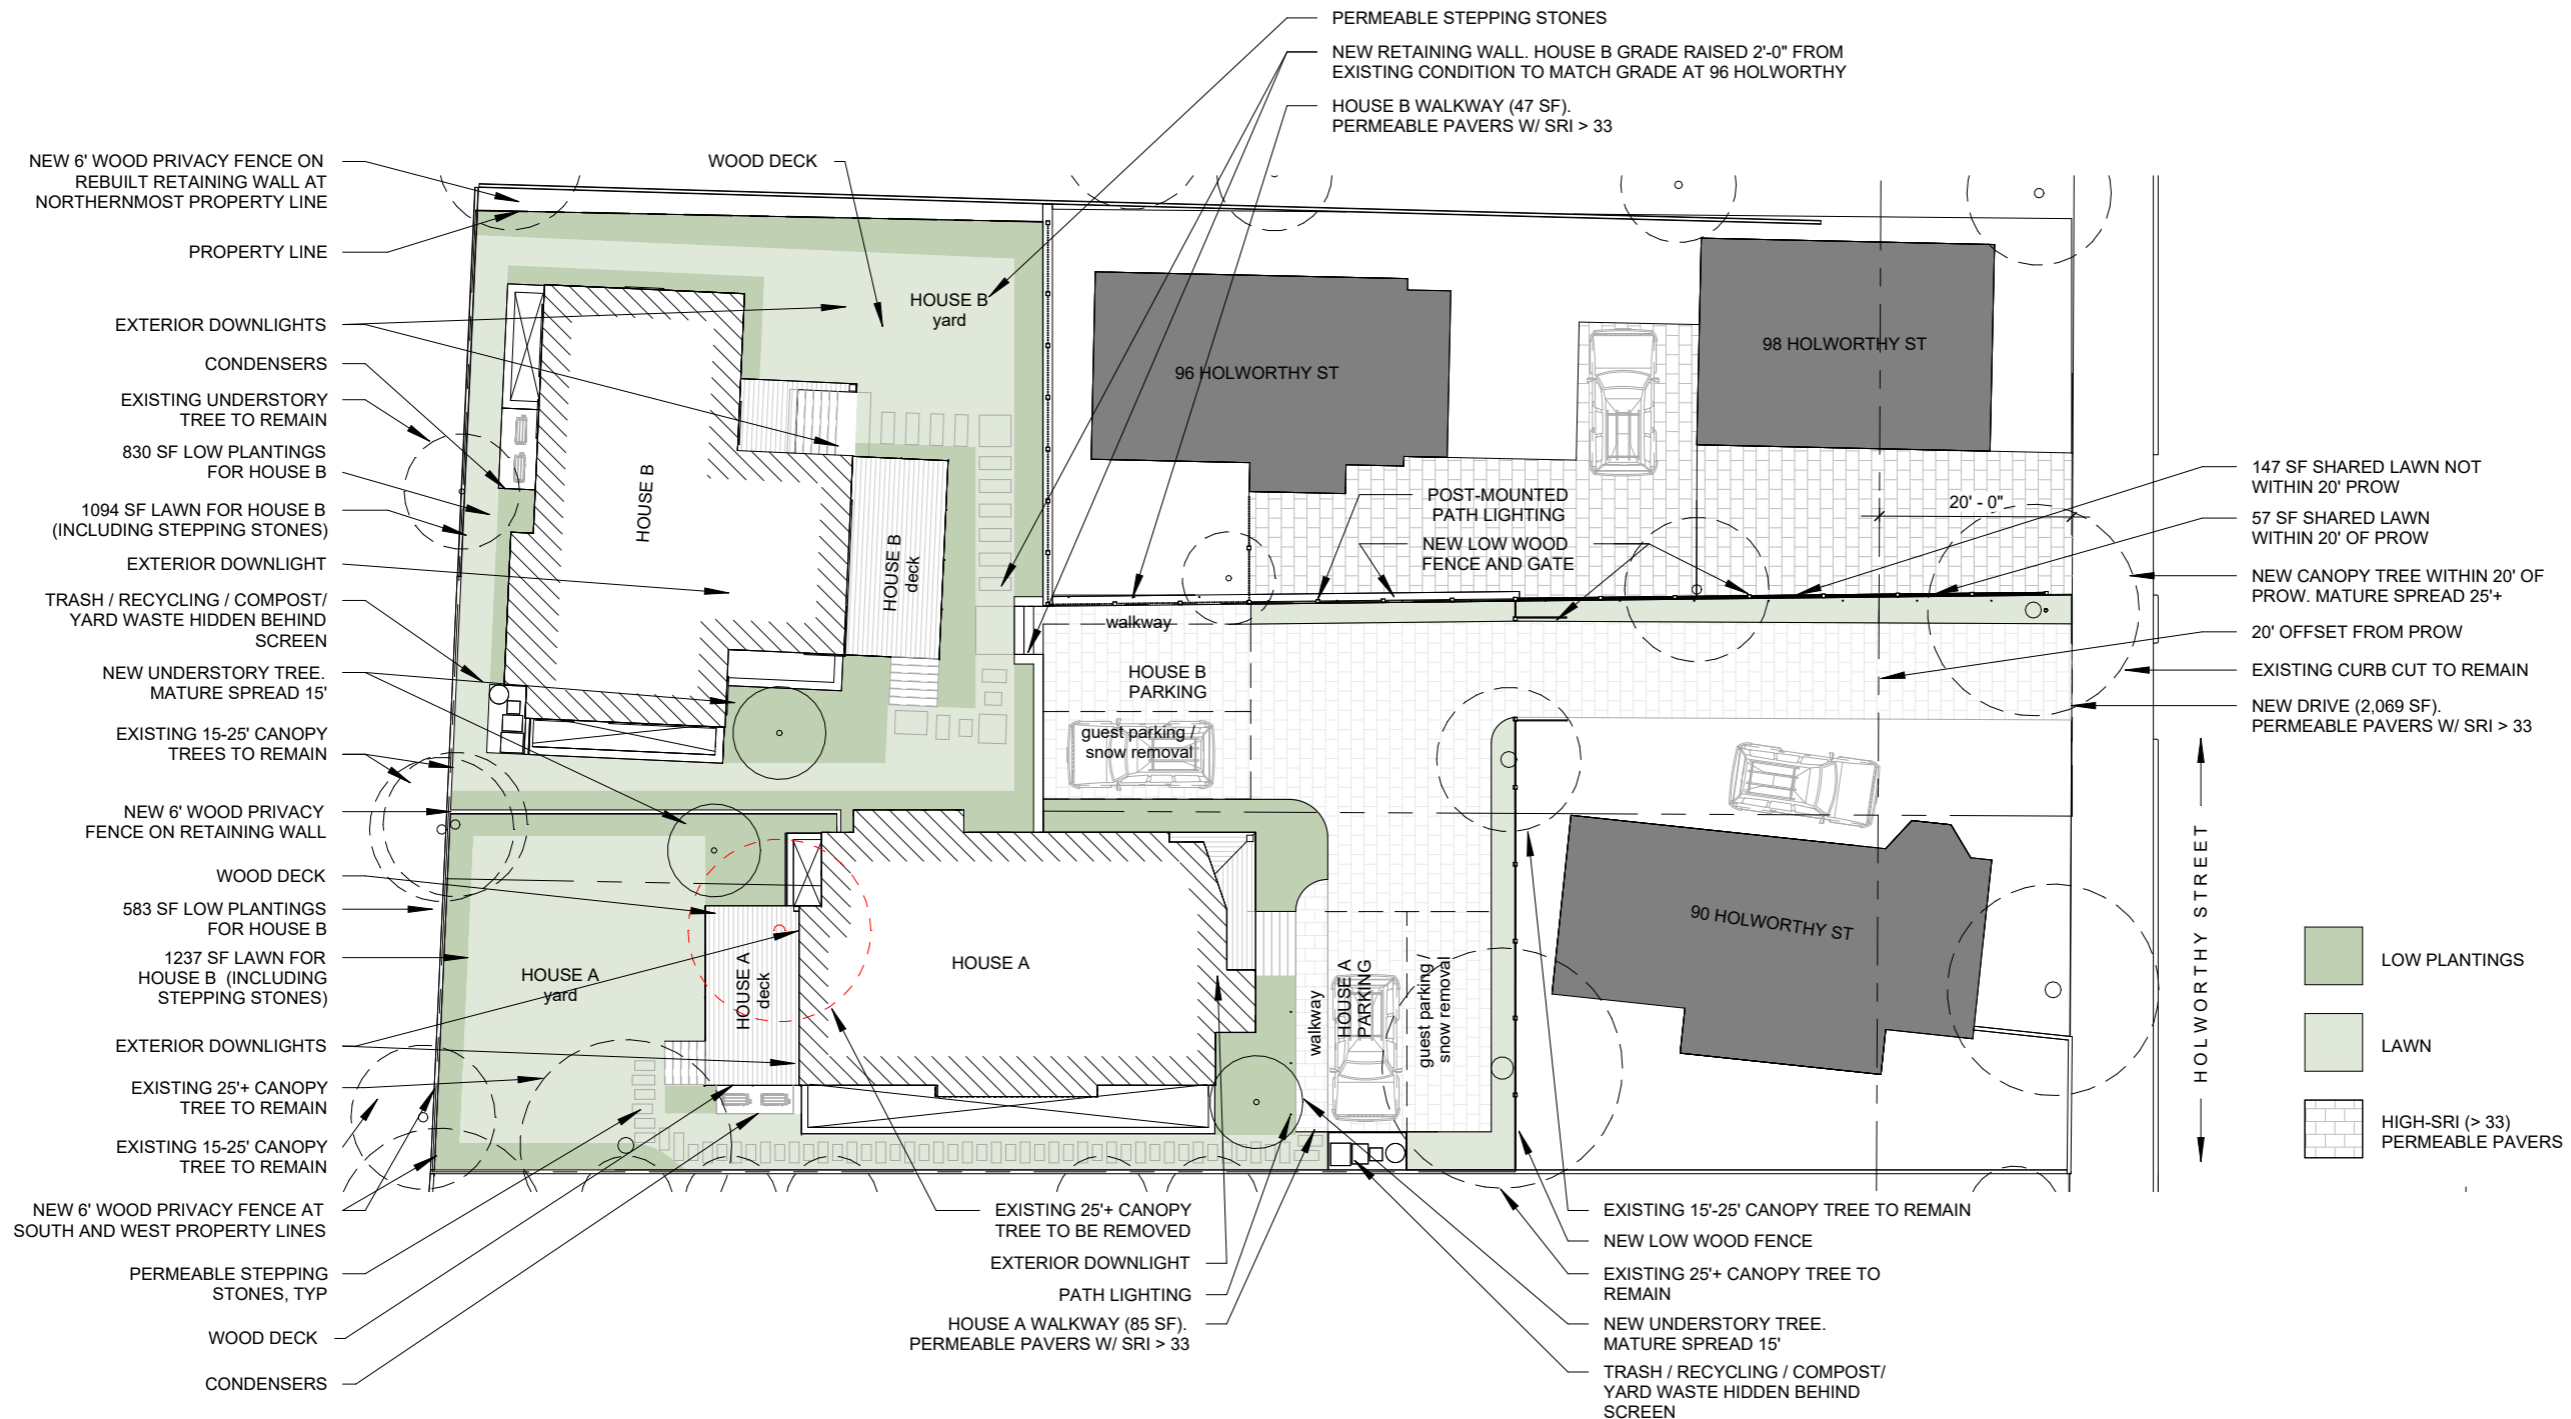 PERMEABLE STEPPING STONES
NEW RETAINING WALL. HOUSE B GRADE RAISED 2'-0" FROM
EXISTING CONDITION TO MATCH GRADE AT 96 HOLWORTHY
HOUSE B WALKWAY (47 SF).
PERMEABLE PAVERS W/ SRI > 33
NEW 6' WOOD PRIVACY FENCE ON
REBUILT RETAINING WALL AT
NORTHERNMOST PROPERTY LINE
PROPERTY LINE
EXTERIOR DOWNLIGHTS
CONDENSERS
EXISTING UNDERSTORY
TREE TO REMAIN
830 SF LOW PLANTINGS
FOR HOUSE B
1094 SF LAWN FOR HOUSE B
(INCLUDING STEPPING STONES)
EXTERIOR DOWNLIGHT
TRASH / RECYCLING / COMPOST/
YARD WASTE HIDDEN BEHIND
SCREEN
NEW UNDERSTORY TREE.
MATURE SPREAD 15'
EXISTING 15-25' CANOPY
TREES TO REMAIN
NEW 6' WOOD PRIVACY
FENCE ON RETAINING WALL
WOOD DECK
583 SF LOW PLANTINGS
FOR HOUSE B
1237 SF LAWN FOR
HOUSE B (INCLUDING
STEPPING STONES)
EXTERIOR DOWNLIGHTS
EXISTING 25'+ CANOPY
TREE TO REMAIN
EXISTING 15-25' CANOPY
TREE TO REMAIN
NEW 6' WOOD PRIVACY FENCE AT
SOUTH AND WEST PROPERTY LINES
PERMEABLE STEPPING
STONES, TYP
WOOD DECK
CONDENSERS
WOOD DECK
HOUSE B
yard
HOUSE B
HOUSE B
deck
96 HOLWORTHY ST
98 HOLWORTHY ST
POST-MOUNTED
PATH LIGHTING
NEW LOW WOOD
FENCE AND GATE
20' - 0"
walkway
HOUSE B
PARKING
guest parking /
snow removal
HOUSE A
yard
HOUSE A
deck
HOUSE A
walkway
HOUSE A
PARKING
guest parking /
snow removal
90 HOLWORTHY ST
147 SF SHARED LAWN NOT
WITHIN 20' PROW
57 SF SHARED LAWN
WITHIN 20' OF PROW
NEW CANOPY TREE WITHIN 20' OF
PROW. MATURE SPREAD 25'+
20' OFFSET FROM PROW
EXISTING CURB CUT TO REMAIN
NEW DRIVE (2,069 SF).
PERMEABLE PAVERS W/ SRI > 33
HOLWORTHY STREET
LOW PLANTINGS
LAWN
HIGH-SRI (> 33)
PERMEABLE PAVERS
EXISTING 25'+ CANOPY
TREE TO BE REMOVED
EXTERIOR DOWNLIGHT
PATH LIGHTING
HOUSE A WALKWAY (85 SF).
PERMEABLE PAVERS W/ SRI > 33
EXISTING 15'-25' CANOPY TREE TO REMAIN
NEW LOW WOOD FENCE
EXISTING 25'+ CANOPY TREE TO
REMAIN
NEW UNDERSTORY TREE.
MATURE SPREAD 15'
TRASH / RECYCLING / COMPOST/
YARD WASTE HIDDEN BEHIND
SCREEN